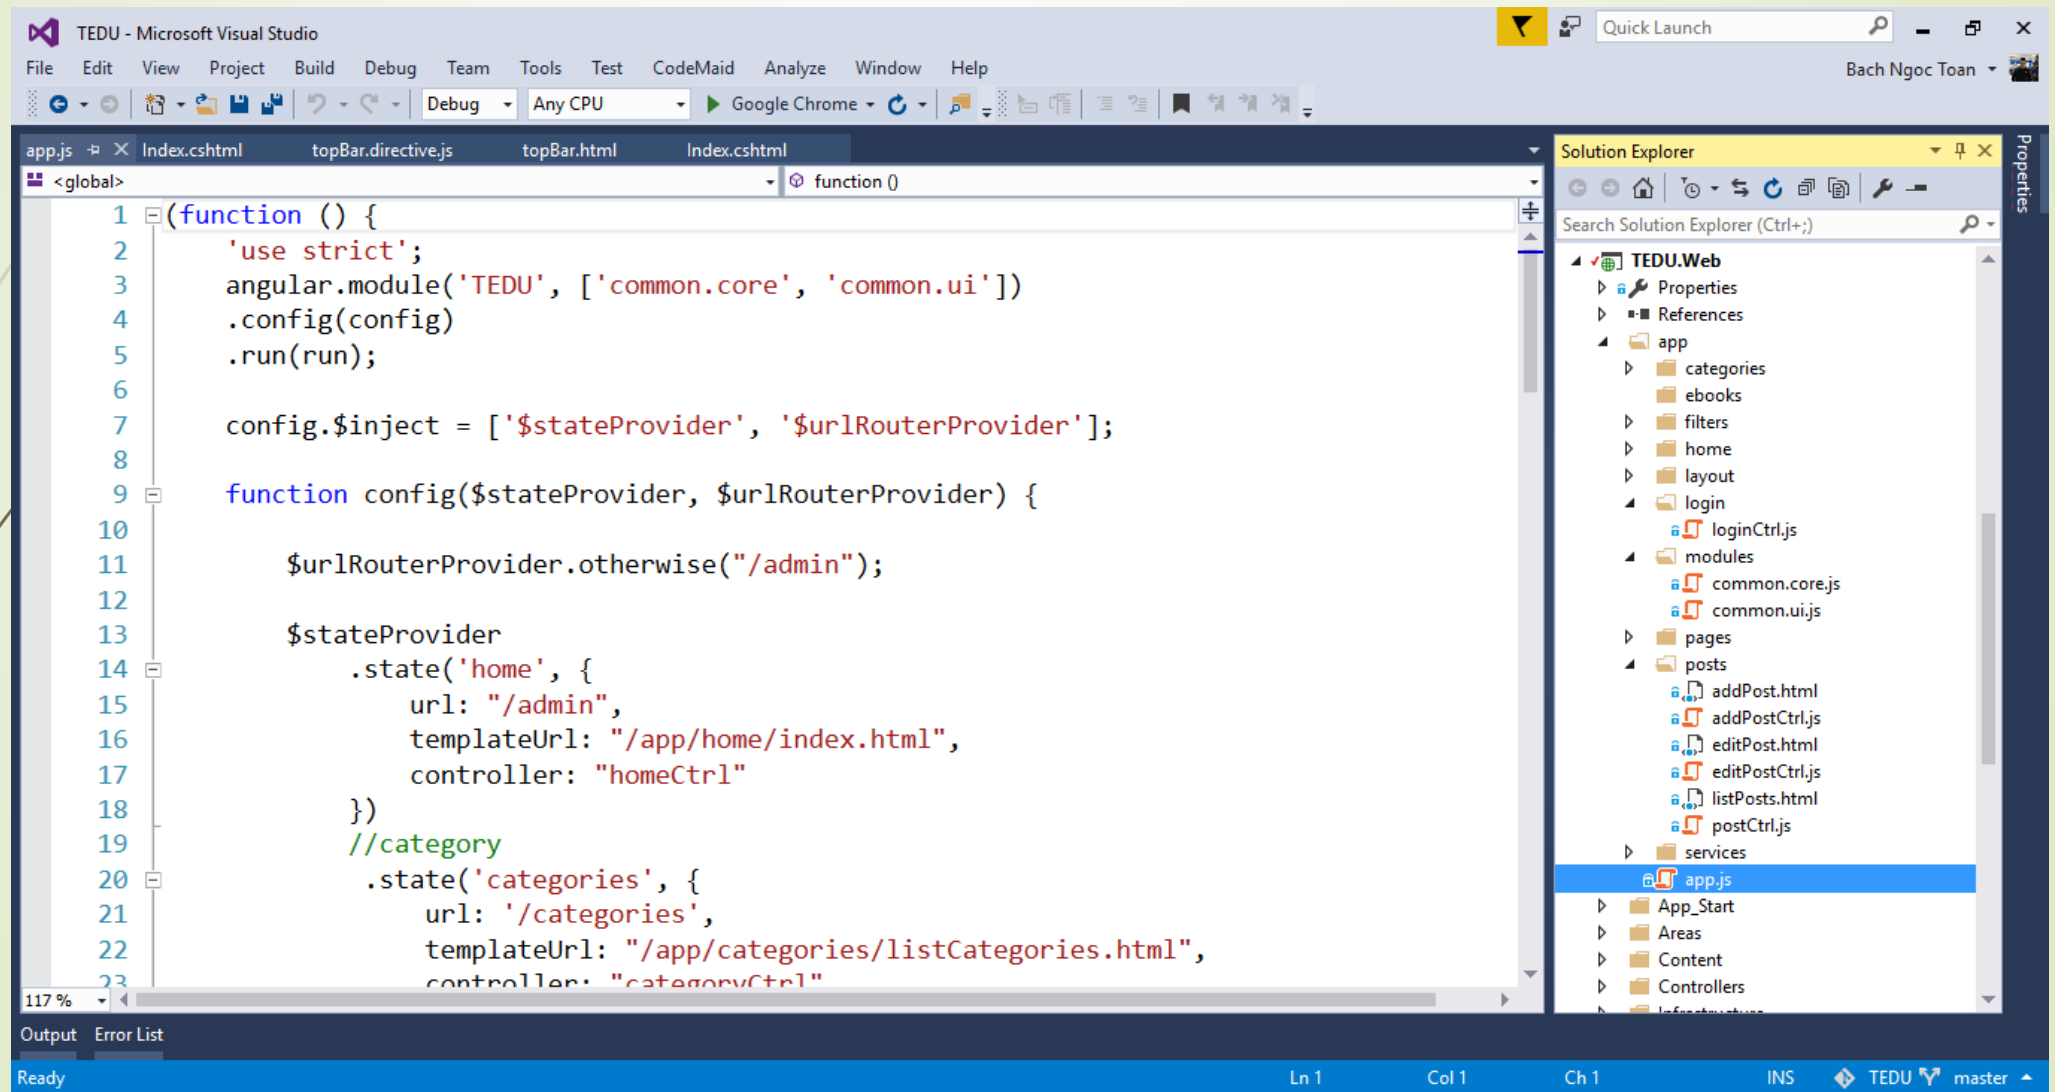 TEDU - Microsoft Visual Studio
Quick Launch
File Edit View Project Build Debug Team Tools Test CodeMaid Analyze Window Help
Bach Ngoc Toan
Debug Any CPU Google Chrome
app.js Index.cshtml topBar.directive.js topBar.html Index.cshtml
<global> function ()
1 (function () {
2 'use strict';
3 angular.module('TEDU', ['common.core', 'common.ui'])
4 .config(config)
5 .run(run);
6
7 config.$inject = ['$stateProvider', '$urlRouterProvider'];
8
9 function config($stateProvider, $urlRouterProvider) {
10
11 $urlRouterProvider.otherwise("/admin");
12
13 $stateProvider
14 .state('home', {
15 url: "/admin",
16 templateUrl: "/app/home/index.html",
17 controller: "homeCtrl"
18 })
19 //category
20 .state('categories', {
21 url: '/categories',
22 templateUrl: "/app/categories/listCategories.html",
23 controller: "categoryCtrl"
117 %
Solution Explorer
Search Solution Explorer (Ctrl+;)
TEDU.Web
Properties
References
app
categories
ebooks
filters
home
layout
login
loginCtrl.js
modules
common.core.js
common.ui.js
pages
posts
addPost.html
addPostCtrl.js
editPost.html
editPostCtrl.js
listPosts.html
postCtrl.js
services
app.js
App_Start
Areas
Content
Controllers
Infrastructure
Properties
Output Error List
Ready Ln 1 Col 1 Ch 1 INS TEDU master